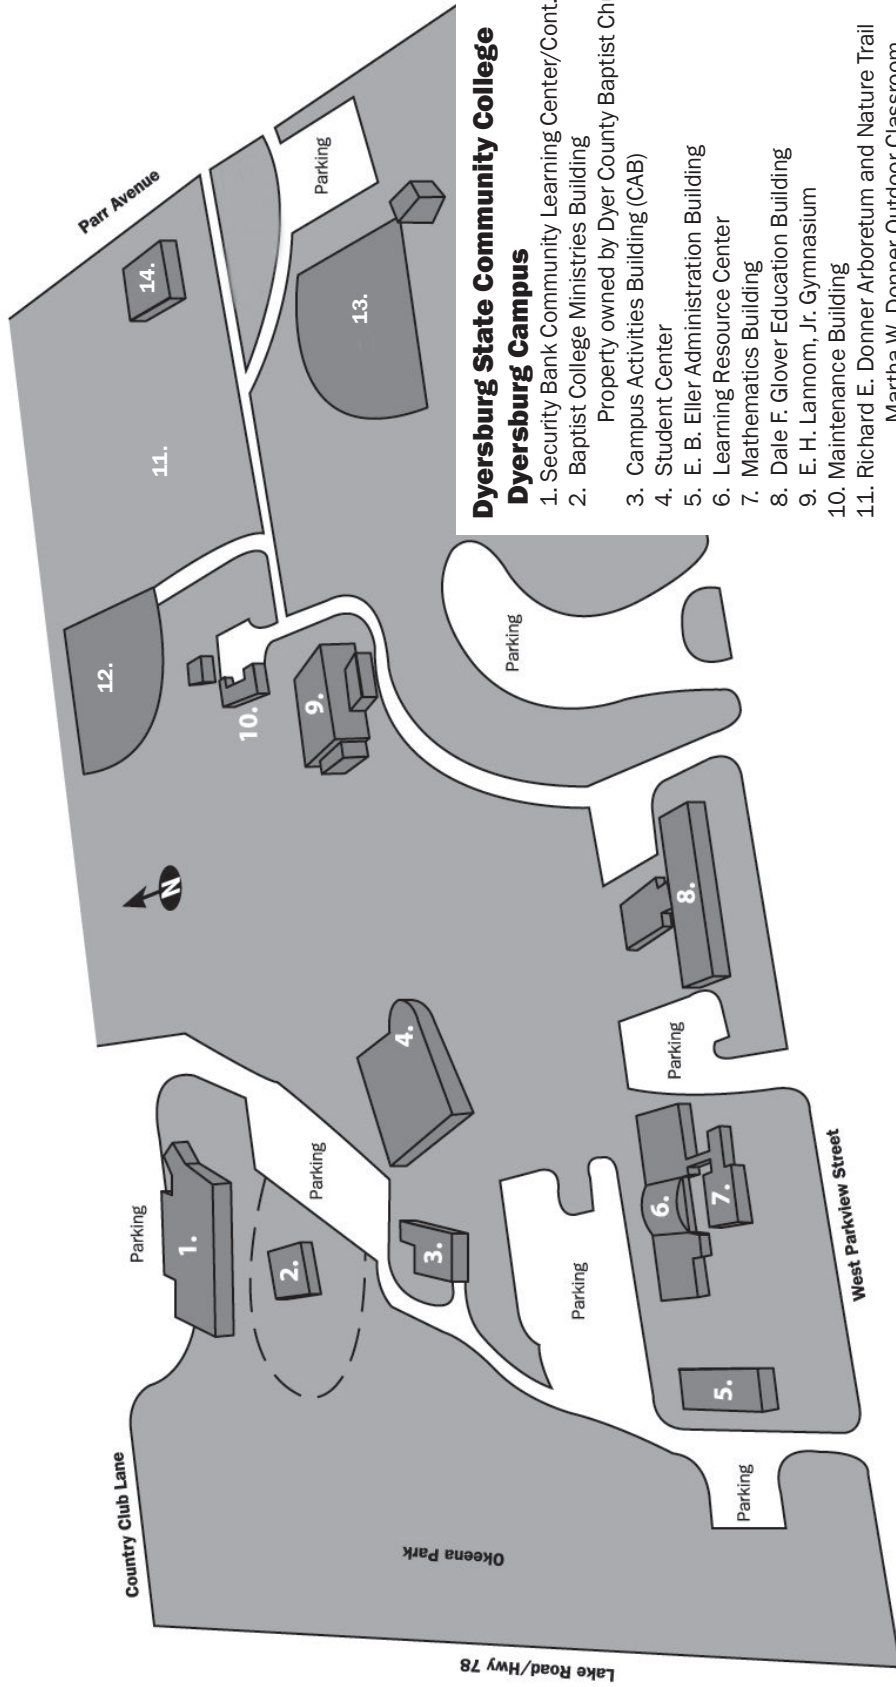 Parr Avenue
14.
Parking
13.
11.
12.
10.
9.
Parking
N
8.
4.
Parking
Parking
1.
Parking
2.
3.
6.
7.
Parking
5.
West Parkview Street
Country Club Lane
Parking
Okeena Park
Lake Road/Hwy 78
Dyersburg State Community College
Dyersburg Campus
1. Security Bank Community Learning Center/Cont.
2. Baptist College Ministries Building
Property owned by Dyer County Baptist
3. Campus Activities Building (CAB)
4. Student Center
5. E. B. Eller Administration Building
6. Learning Resource Center
7. Mathematics Building
8. Dale F. Glover Education Building
9. E. H. Lannom, Jr. Gymnasium
10. Maintenance Building
11. Richard E. Donner Arboretum and Nature Trail
Martha W. Donner Outdoor Classroom